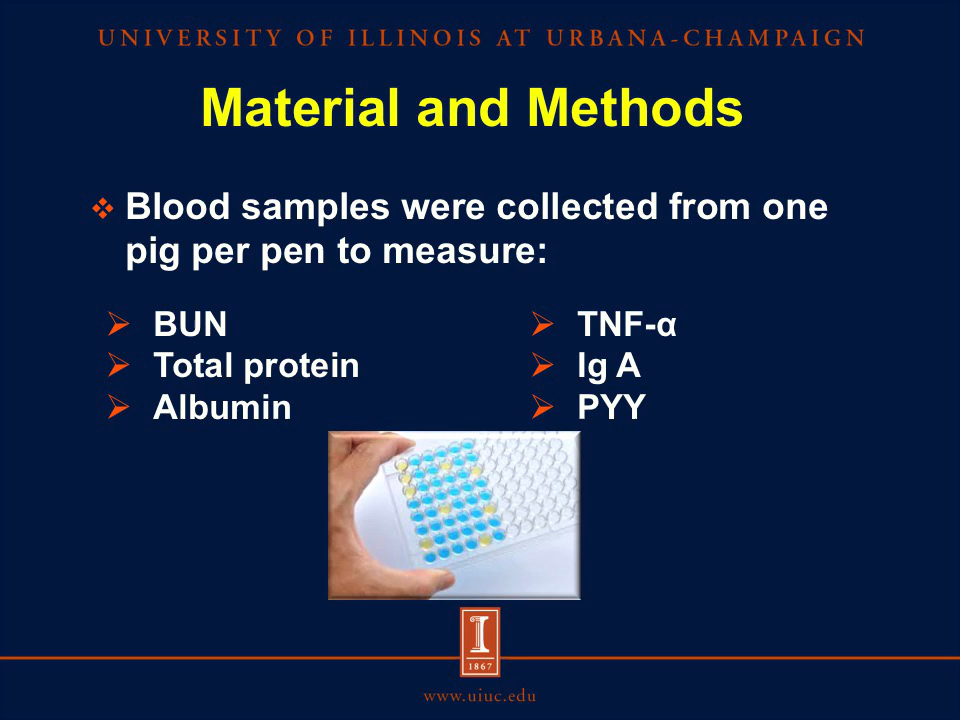 UNIVERSITY OF ILLINOIS AT URBANA-CHAMPAIGN
Material and Methods
Blood samples were collected from one
pig per pen to measure:
BUN
Total protein
Albumin
TNF-α
Ig A
PYY
I
1867
www.uiuc.edu